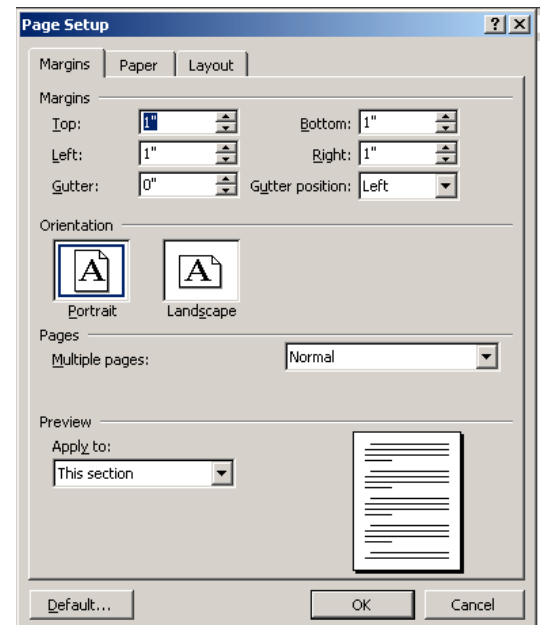 Page Setup
Margins Paper Layout
Margins
Top: 1" Bottom: 1"
Left: 1" Right: 1"
Gutter: 0" Gutter position: Left
Orientation
A A
Portrait Landscape
Pages
Multiple pages: Normal
Preview
Apply to:
This section
Default... OK Cancel